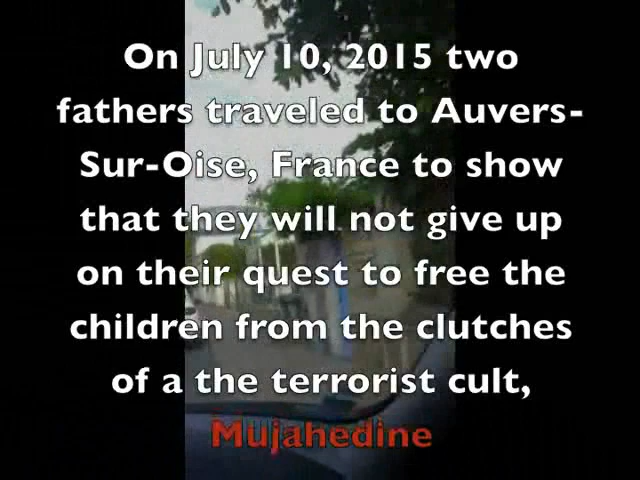 On July 10, 2015 two
fathers traveled to Auvers-
Sur-Oise, France to show
that they will not give up
on their quest to free the
children from the clutches
of a the terrorist cult,
Mujahedine